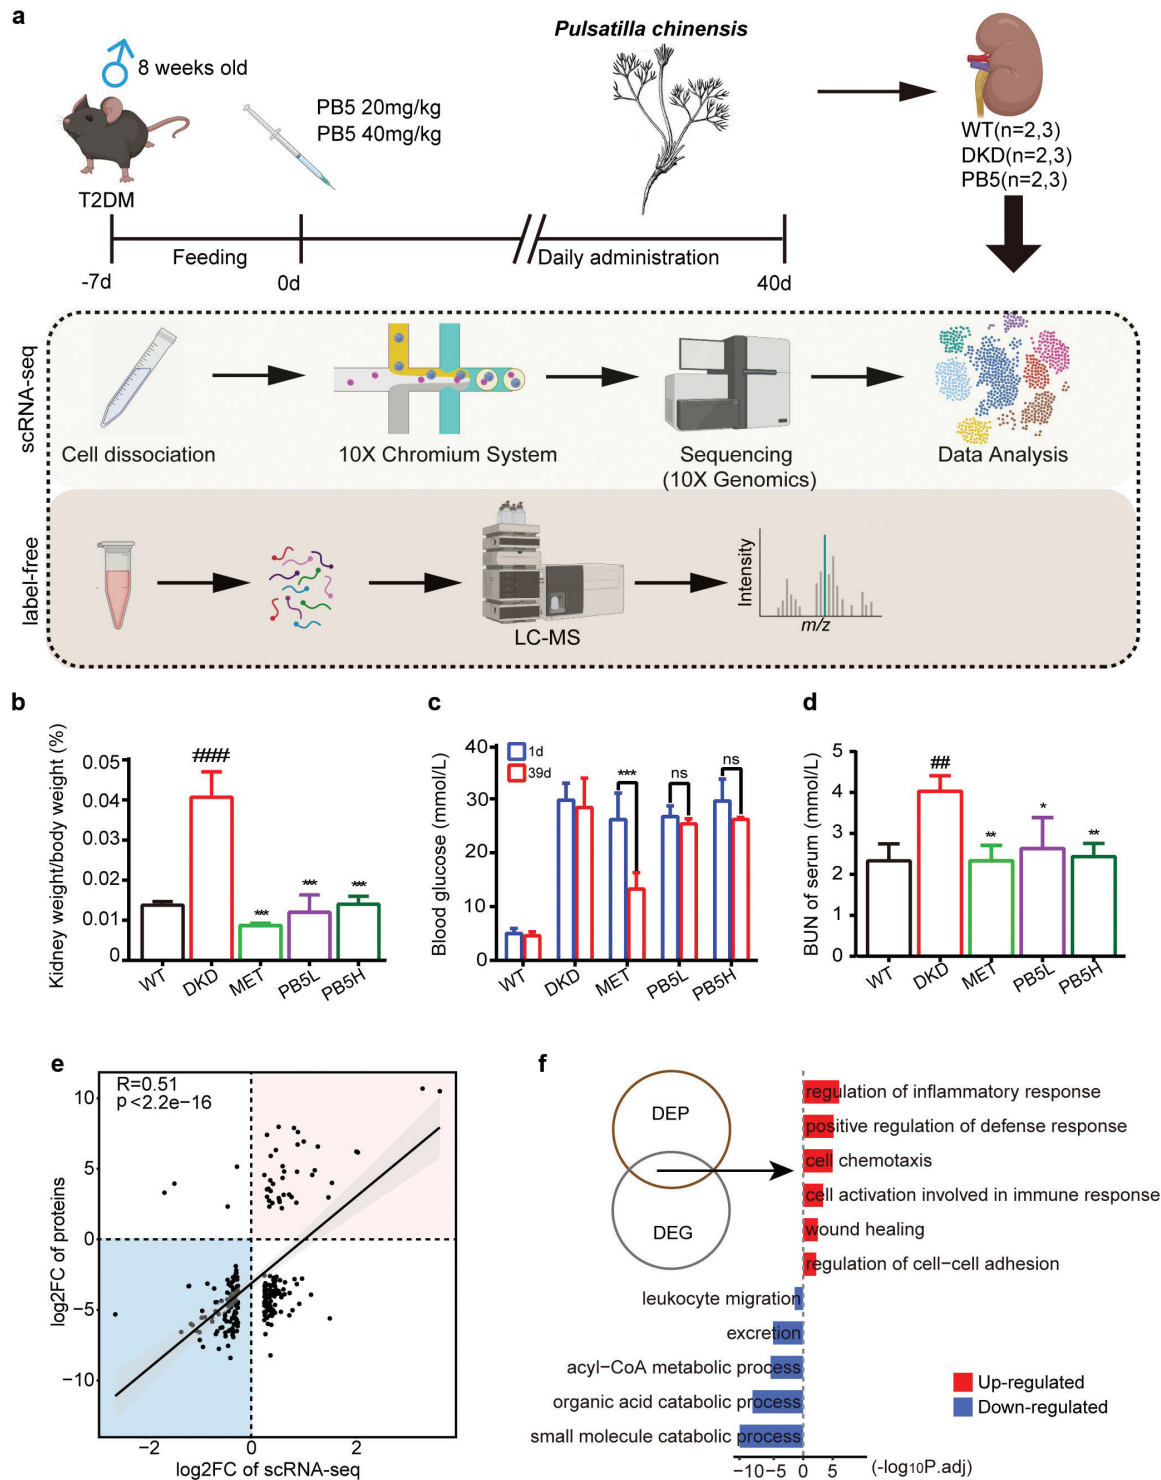 a
Pulsatilla chinensis
8 weeks old
PB5 20mg/kg
PB5 40mg/kg
T2DM
WT(n=2,3)
DKD(n=2,3)
PB5(n=2,3)
Feeding
Daily administration
-7d
0d
40d
scRNA-seq
Cell dissociation
10X Chromium System
Sequencing
(10X Genomics)
Data Analysis
label-free
LC-MS
Intensity
m/z
b
Kidney weight/body weight (%)
0.05
0.04
0.03
0.02
0.01
0
####
***
***
***
WT
DKD
MET
PB5L
PB5H
c
Blood glucose (mmol/L)
40
30
20
10
0
1d
39d
***
ns
ns
WT
DKD
MET
PB5L
PB5H
d
BUN of serum (mmol/L)
5
4
3
2
1
0
##
**
*
**
WT
DKD
MET
PB5L
PB5H
e
R=0.51
p<2.2e−16
log2FC of proteins
10
5
0
−5
−10
−2
0
2
log2FC of scRNA-seq
f
DEP
DEG
regulation of inflammatory response
positive regulation of defense response
cell chemotaxis
cell activation involved in immune response
wound healing
regulation of cell−cell adhesion
leukocyte migration
excretion
acyl−CoA metabolic process
organic acid catabolic process
small molecule catabolic process
Up-regulated
Down-regulated
−10
−5
0
5
(-log10P.adj)